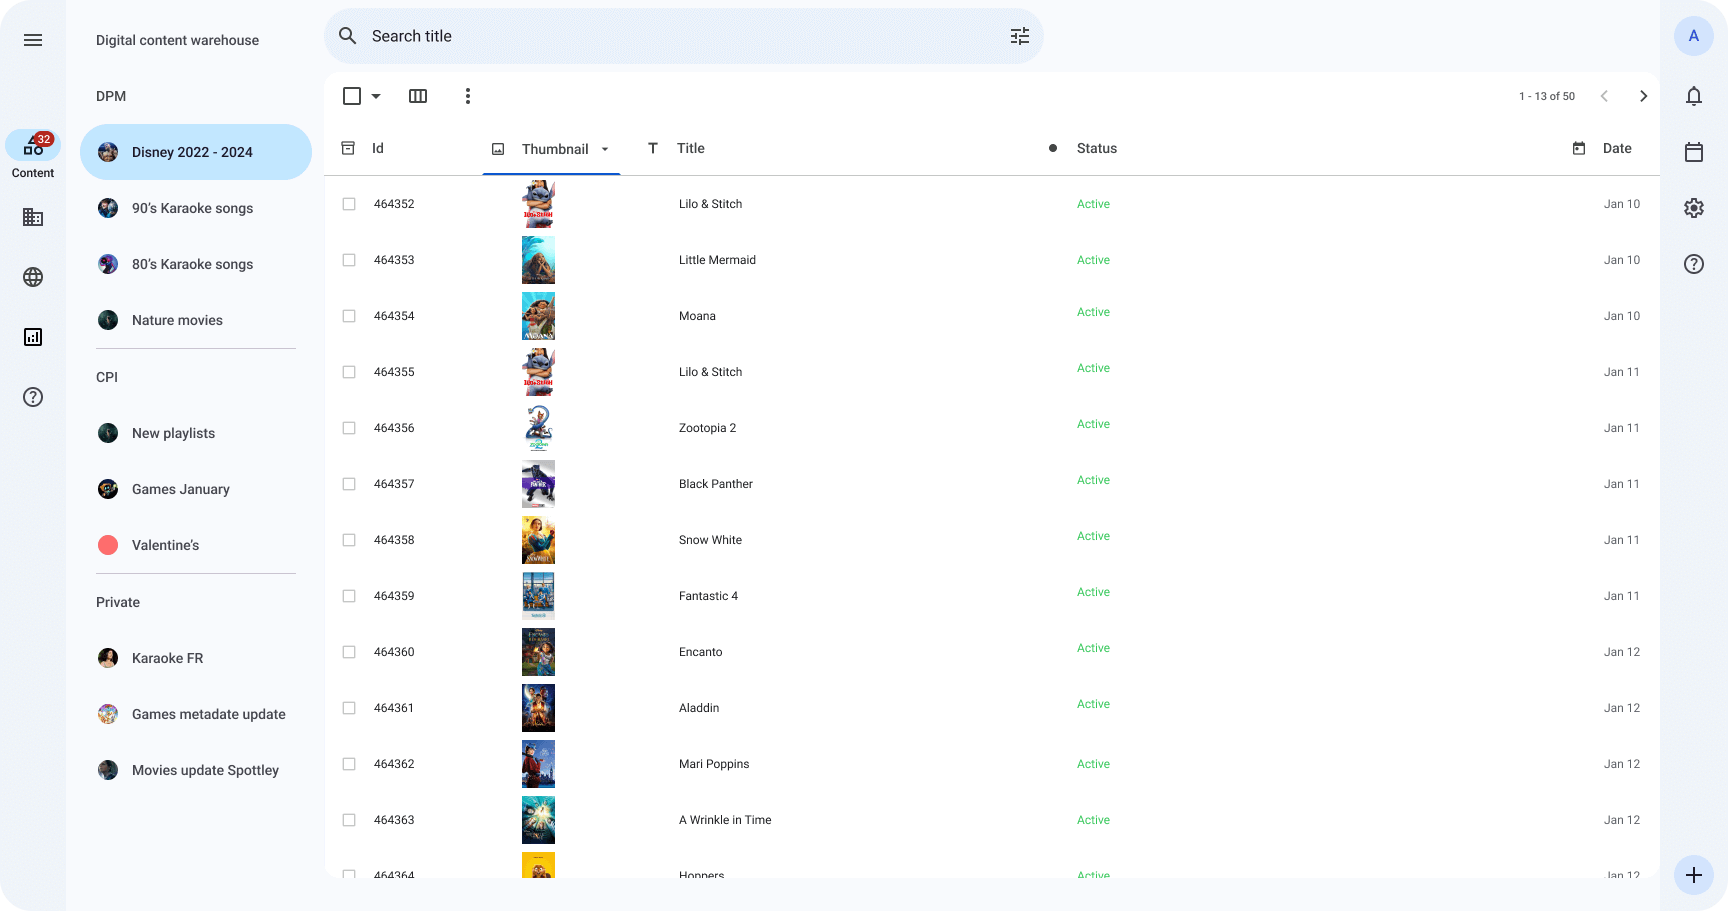 Digital content warehouse
Search title
A
DPM
1 - 13 of 50
32
Content
Disney 2022 - 2024
Id Thumbnail Title Status Date
90's Karaoke songs
80's Karaoke songs
Nature movies
CPI
New playlists
Games January
Valentine's
Private
Karaoke FR
Games metadate update
Movies update Spottley
464352 Lilo & Stitch Active Jan 10
464353 Little Mermaid Active Jan 10
464354 MOANA Moana Active Jan 10
464355 Lilo & Stitch Active Jan 11
464356 Zootopia 2 Active Jan 11
464357 Black Panther Active Jan 11
464358 Snow White Active Jan 11
464359 Fantastic 4 Active Jan 11
464360 Encanto Active Jan 12
464361 Aladdin Active Jan 12
464362 Mari Poppins Active Jan 12
464363 A Wrinkle in Time Active Jan 12
464364 Hoppers Active Jan 12